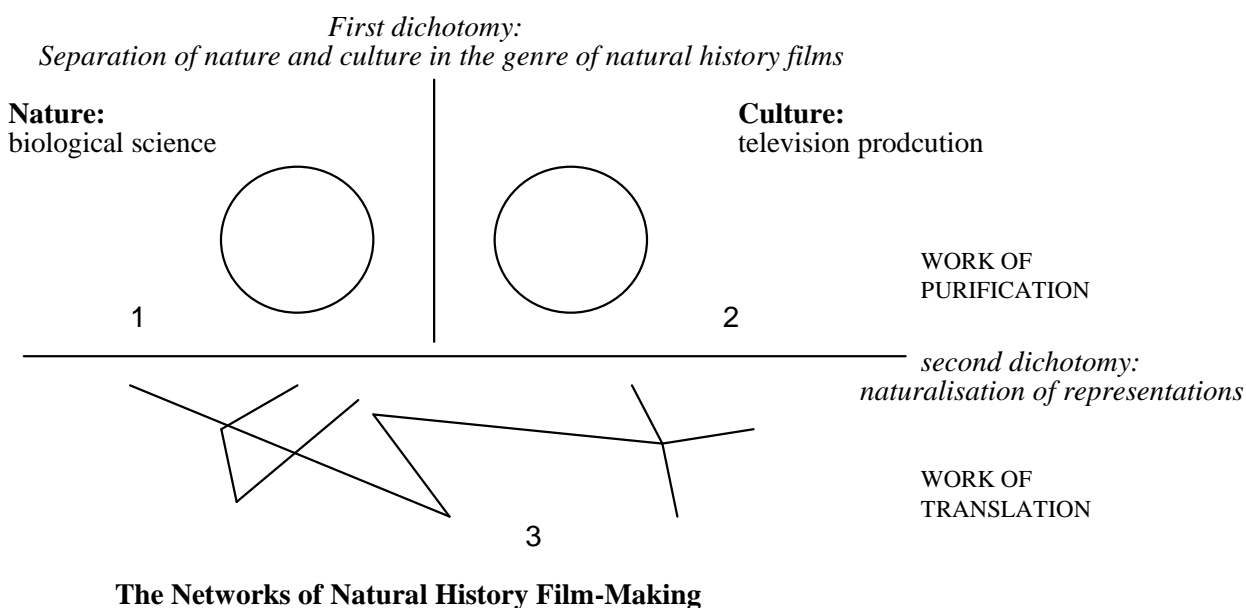 First dichotomy:
Separation of nature and culture in the genre of natural history films
Nature:
biological science
Culture:
television prodcution
WORK OF
PURIFICATION
1
2
second dichotomy:
naturalisation of representations
WORK OF
TRANSLATION
3
The Networks of Natural History Film-Making